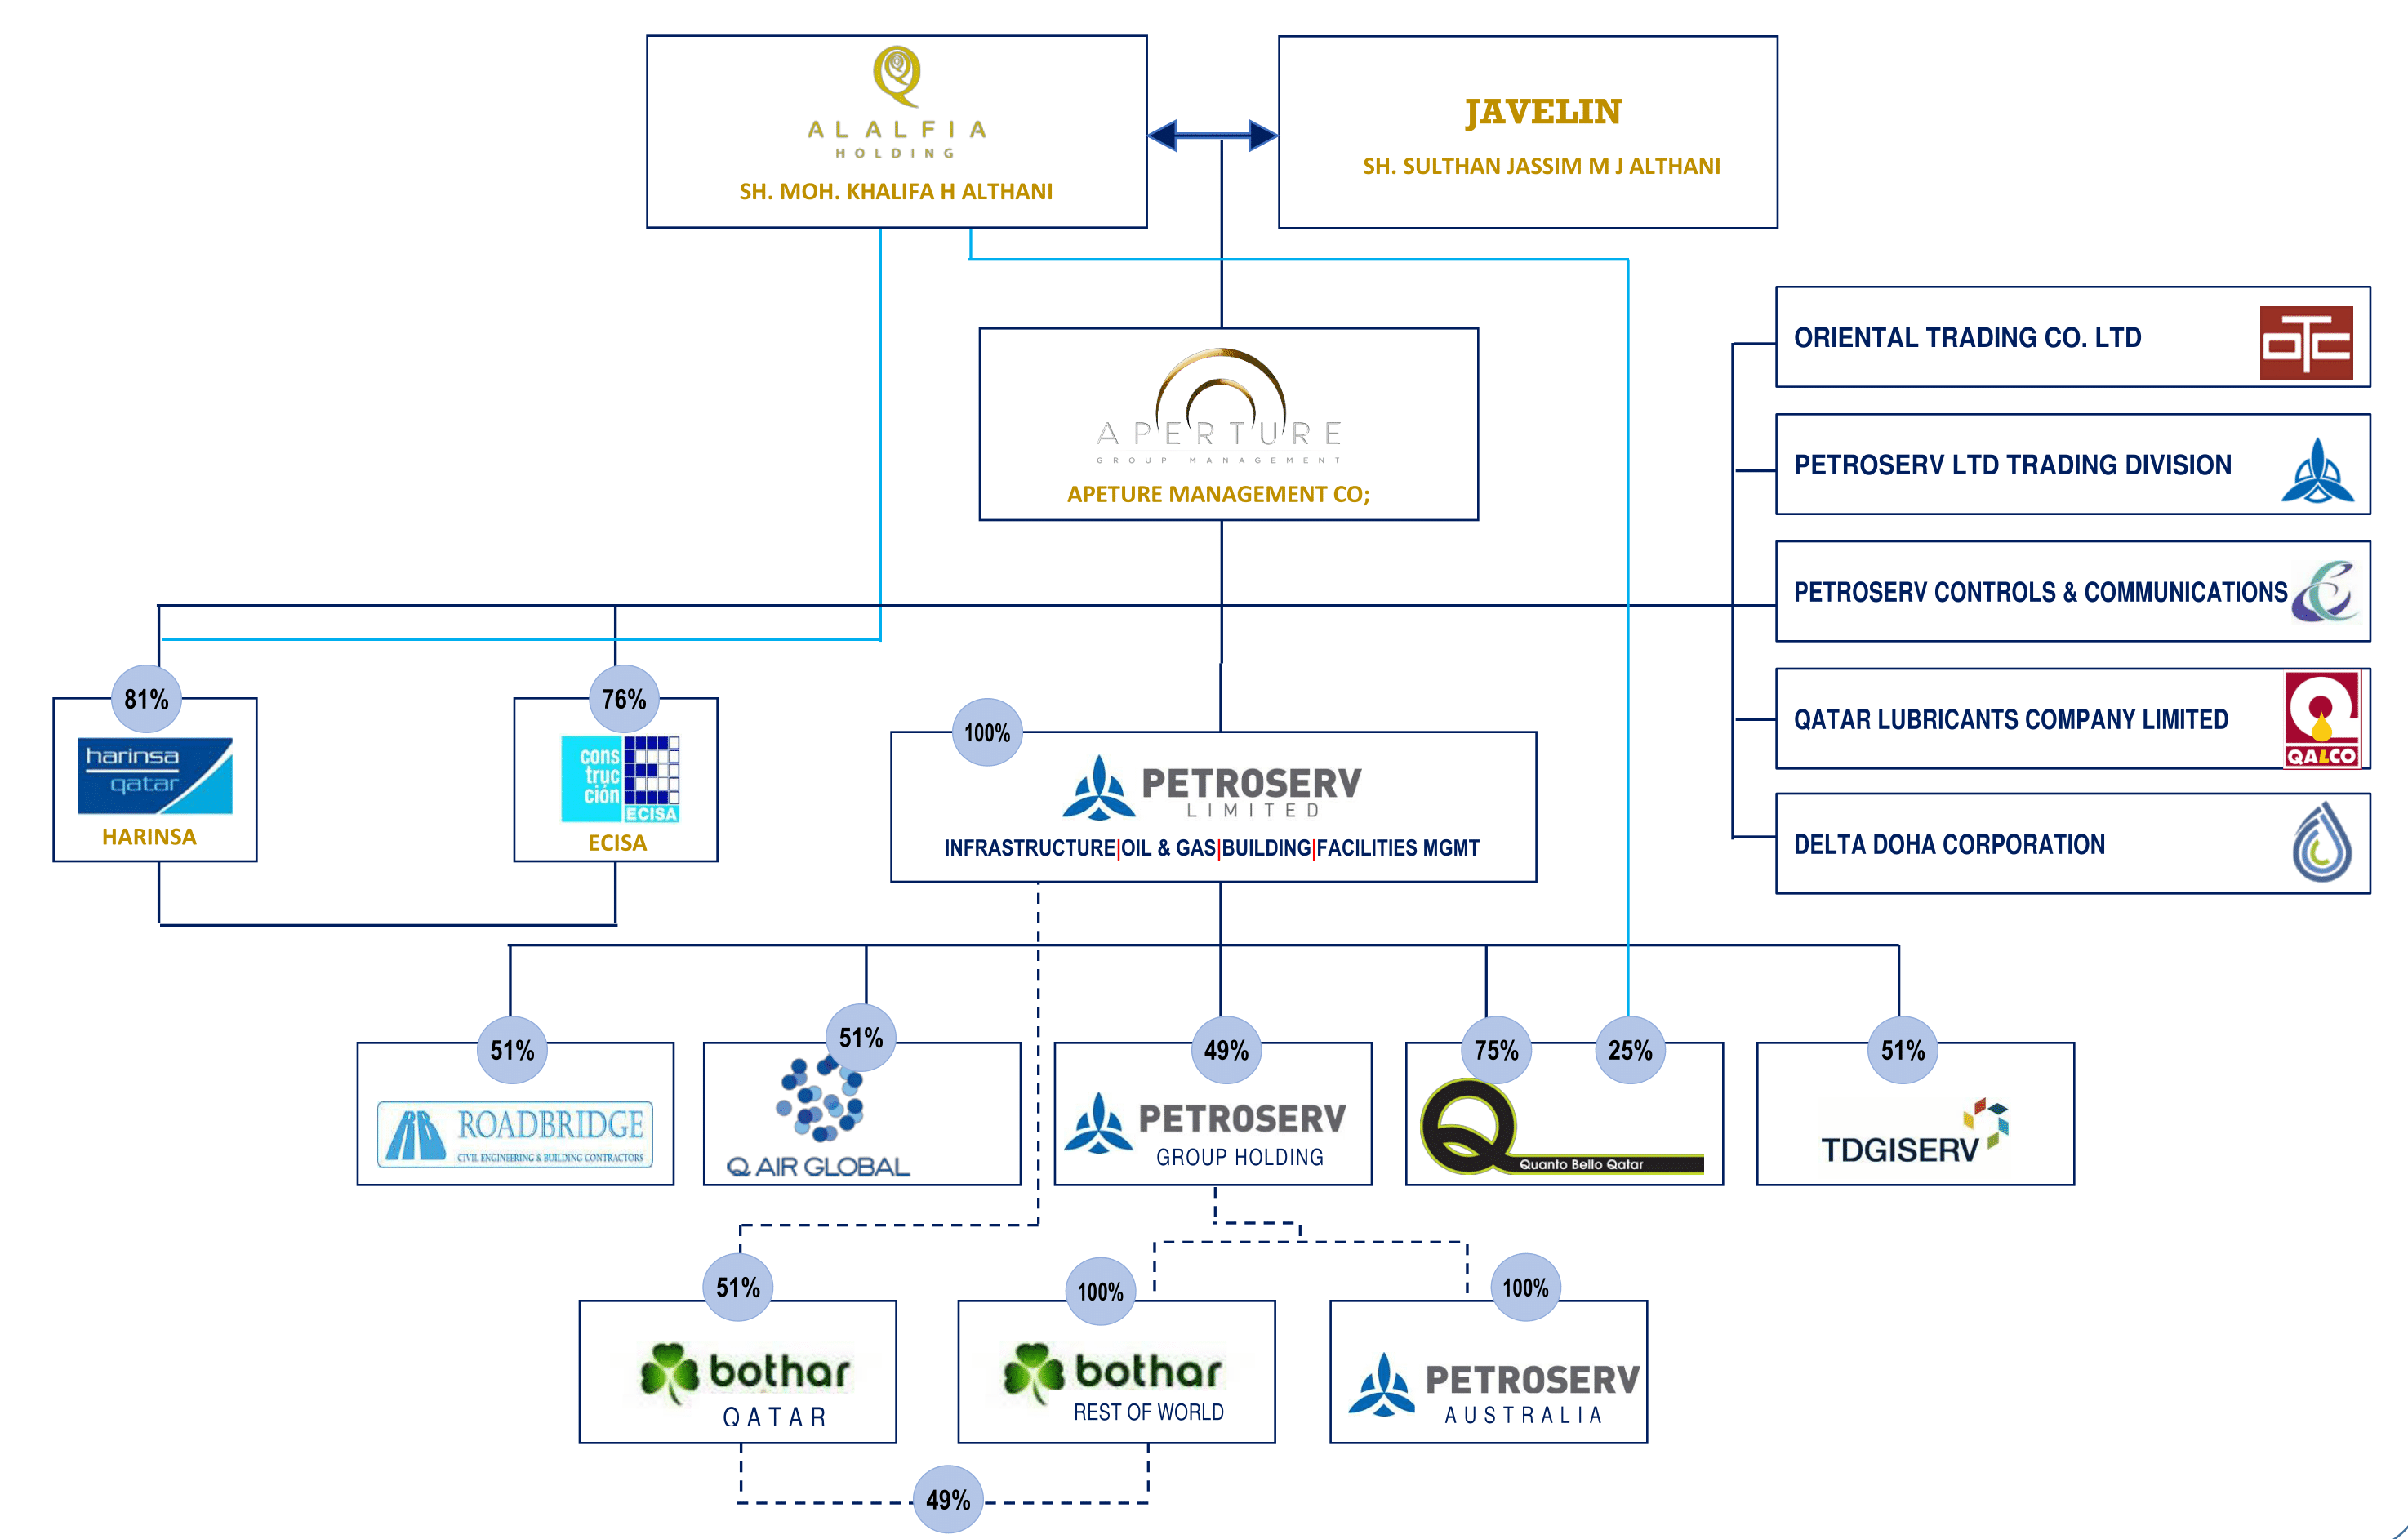 ALALFIA
HOLDING
SH. MOH. KHALIFA H ALTHANI
JAVELIN
SH. SULTHAN JASSIM M J ALTHANI
APERTURE
GROUP MANAGEMENT
APETURE MANAGEMENT CO;
ORIENTAL TRADING CO. LTD
OTC
PETROSERV LTD TRADING DIVISION
PETROSERV CONTROLS & COMMUNICATIONS
QATAR LUBRICANTS COMPANY LIMITED
QALCO
DELTA DOHA CORPORATION
81%
harinsa
qatar
HARINSA
76%
cons
truc
ción
ECISA
ECISA
100%
PETROSERV
LIMITED
INFRASTRUCTURE|OIL & GAS|BUILDING|FACILITIES MGMT
51%
RB
ROADBRIDGE
CIVIL ENGINEERING & BUILDING CONTRACTORS
51%
Q AIR GLOBAL
49%
PETROSERV
GROUP HOLDING
75%
25%
Quanto Bello Qatar
51%
TDGISERV
51%
bothar
QATAR
100%
bothar
REST OF WORLD
100%
PETROSERV
AUSTRALIA
49%